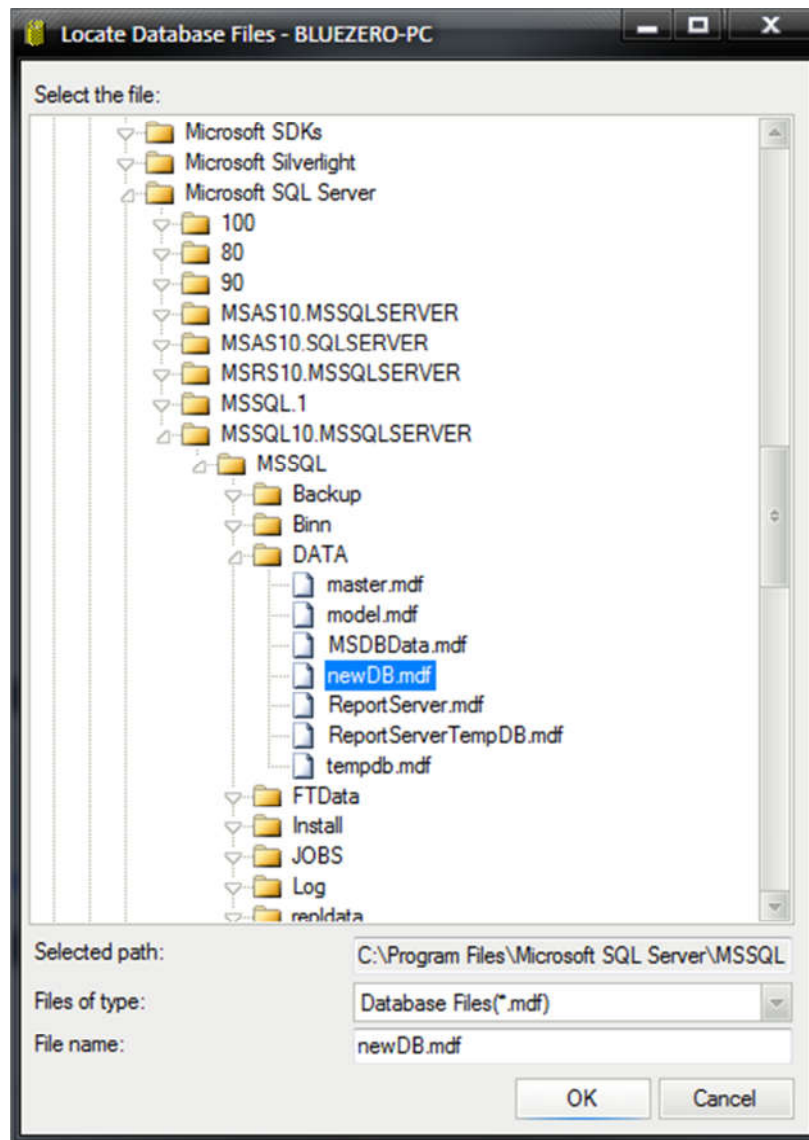 Locate Database Files - BLUEZERO-PC
Select the file:
Microsoft SDKs
Microsoft Silverlight
Microsoft SQL Server
100
80
90
MSAS10.MSSQLSERVER
MSAS10.SQLSERVER
MSRS10.MSSQLSERVER
MSSQL.1
MSSQL10.MSSQLSERVER
MSSQL
Backup
Binn
DATA
master.mdf
model.mdf
MSDBData.mdf
newDB.mdf
ReportServer.mdf
ReportServerTempDB.mdf
tempdb.mdf
FTData
Install
JOBS
Log
repldata
Selected path: C:\Program Files\Microsoft SQL Server\MSSQL
Files of type: Database Files(*.mdf)
File name: newDB.mdf
OK Cancel